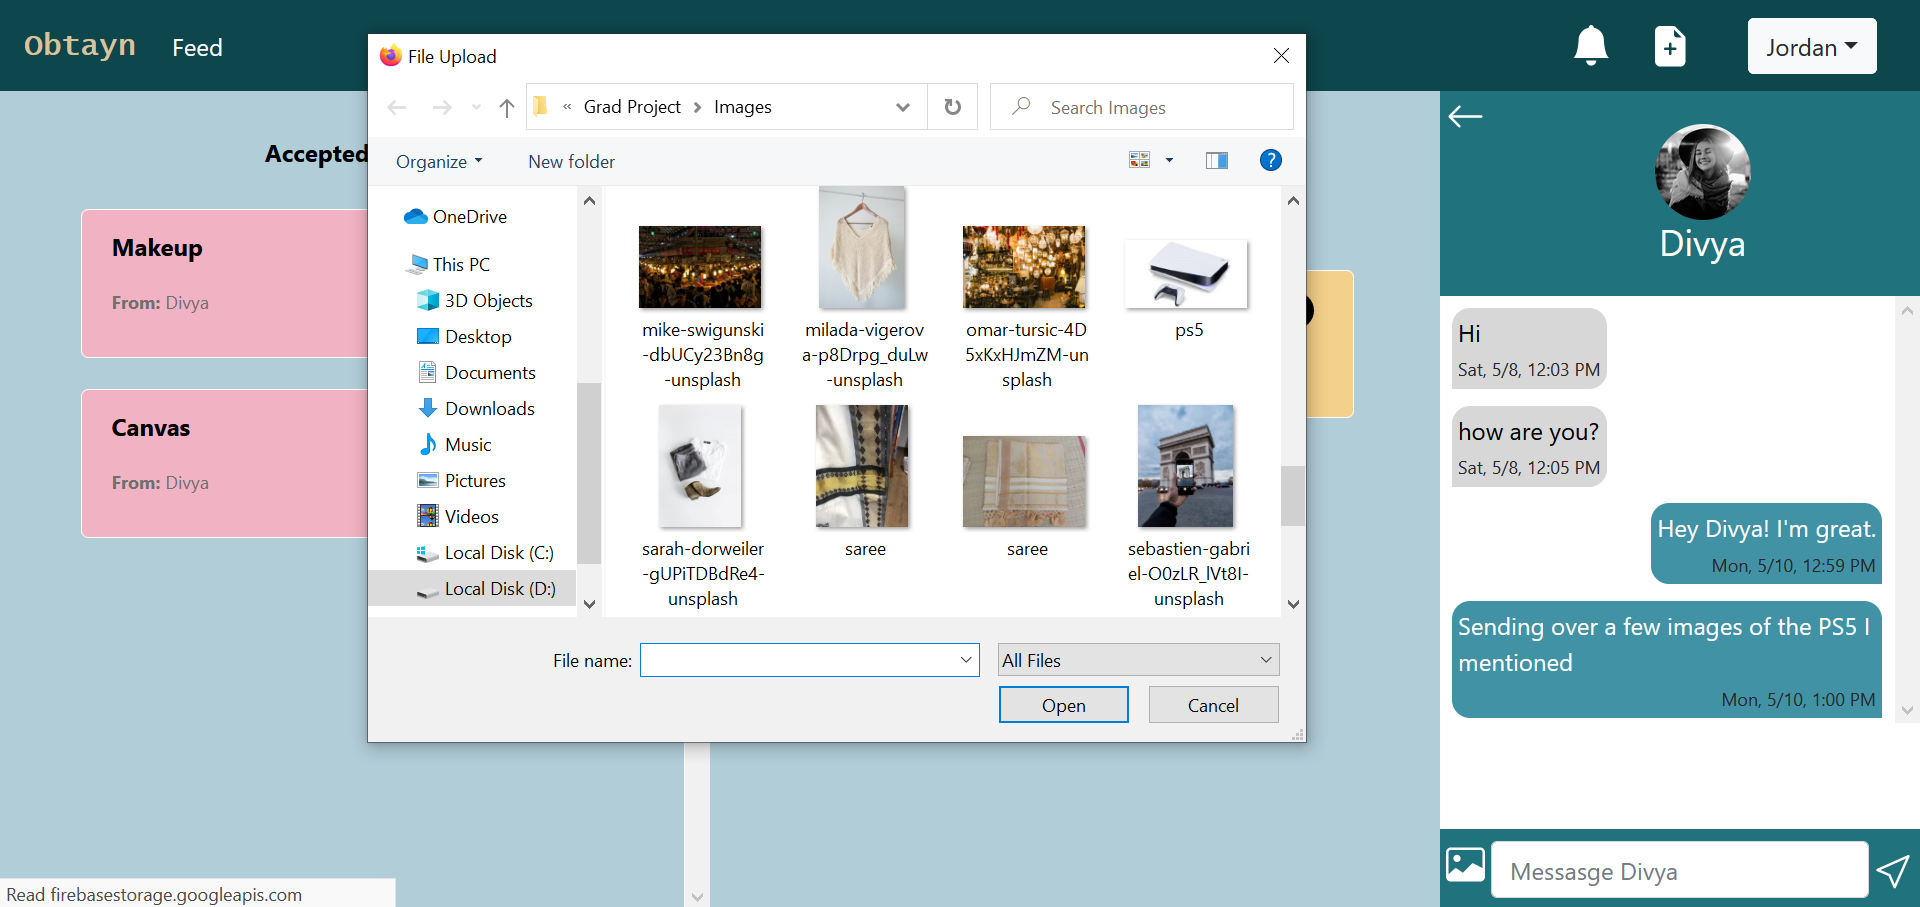 Obtayn
Feed
Jordan
File Upload
« Grad Project > Images
Search Images
Organize
New folder
OneDrive
This PC
3D Objects
Desktop
Documents
Downloads
Music
Pictures
Videos
Local Disk (C:)
Local Disk (D:)
mike-swigunski
-dbUCy23Bn8g
-unsplash
milada-vigerov
a-p8Drpg_duLw
-unsplash
omar-tursic-4D
5xKxHJmZM-un
splash
ps5
sarah-dorweiler
-gUPiTDBdRe4-
unsplash
saree
saree
sebastien-gabri
el-O0zLR_lVt8I-
unsplash
File name:
All Files
Open
Cancel
Accepted
Makeup
From: Divya
Canvas
From: Divya
Divya
Hi
Sat, 5/8, 12:03 PM
how are you?
Sat, 5/8, 12:05 PM
Hey Divya! I'm great.
Mon, 5/10, 12:59 PM
Sending over a few images of the PS5 I
mentioned
Mon, 5/10, 1:00 PM
Messasge Divya
Read firebasestorage.googleapis.com